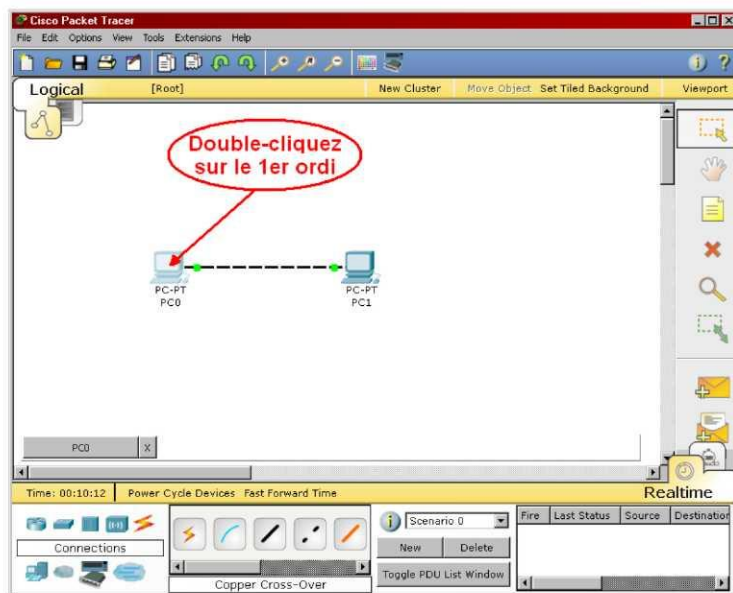 Cisco Packet Tracer
File Edit Options View Tools Extensions Help
Logical [Root] New Cluster Move Object Set Tiled Background Viewport
Double-cliquez
sur le 1er ordi
PC-PT PC-PT
PC0 PC1
PC0 X
Time: 00:10:12 Power Cycle Devices Fast Forward Time Realtime
Scenario 0 Fire Last Status Source Destination
Connections New Delete
Toggle PDU List Window
Copper Cross-Over